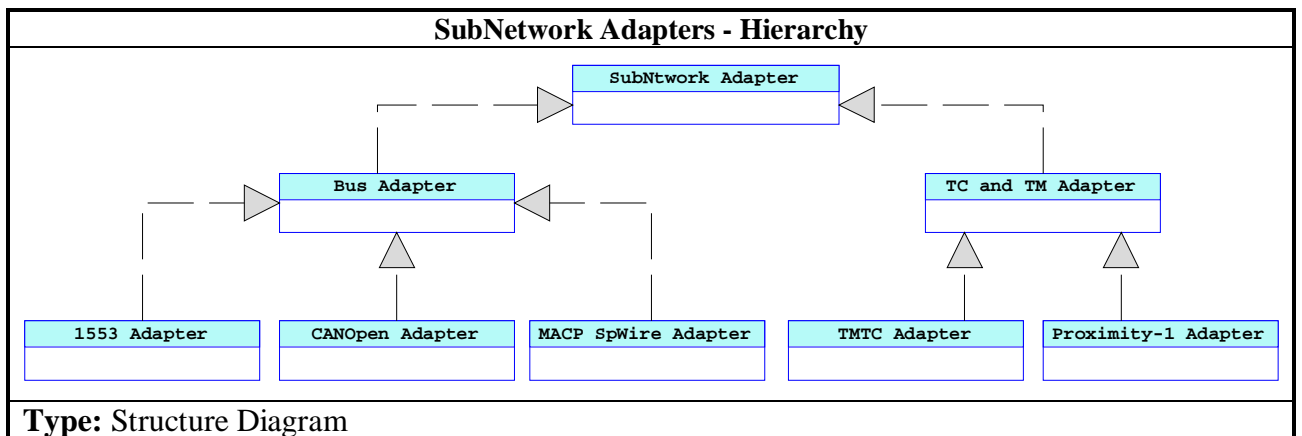 SubNetwork Adapters - Hierarchy
SubNtwork Adapter
Bus Adapter
TC and TM Adapter
1553 Adapter
CANOpen Adapter
MACP SpWire Adapter
TMTC Adapter
Proximity-1 Adapter
Type: Structure Diagram